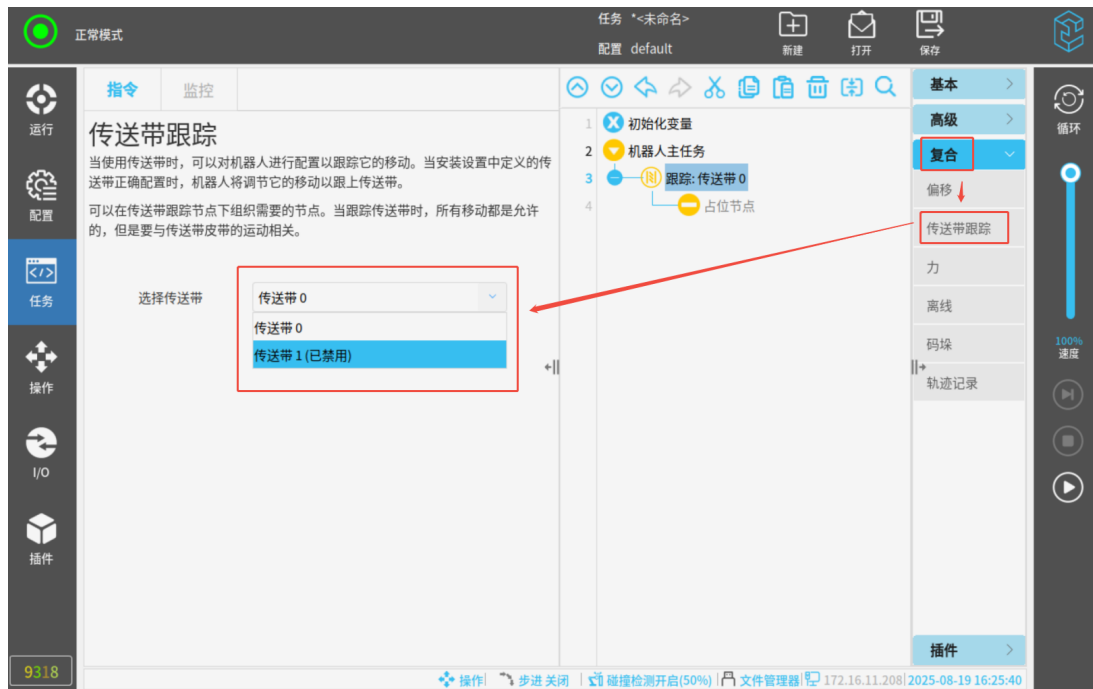 正常模式
任务 *<未命名>
配置 default
新建
打开
保存
运行
配置
任务
操作
I/O
插件
9318
指令
监控
传送带跟踪
当使用传送带时，可以对机器人进行配置以跟踪它的移动。当安装设置中定义的传
送带正确配置时，机器人将调节它的移动以跟上传送带。
可以在传送带跟踪节点下组织需要的节点。当跟踪传送带时，所有移动都是允许
的，但是要与传送皮带的运动相关。
选择传送带
传送带 0
传送带 0
传送带 1 (已禁用)
1 初始化变量
2 机器人主任务
3 跟踪: 传送带 0
4 占位节点
基本
高级
复合
偏移
传送带跟踪
力
离线
码垛
轨迹记录
插件
循环
100%
速度
操作
步进 关闭
碰撞检测开启(50%)
文件管理器
172.16.11.208
2025-08-19 16:25:40